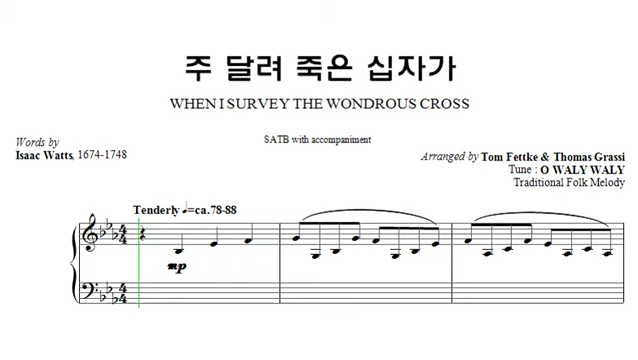 주 달려 죽은 십자가
WHEN I SURVEY THE WONDROUS CROSS
Words by
Isaac Watts, 1674-1748
SATB with accompaniment
Arranged by Tom Fettke & Thomas Grassi
Tune : O WALY WALY
Traditional Folk Melody
Tenderly ♩=ca.78-88
mp